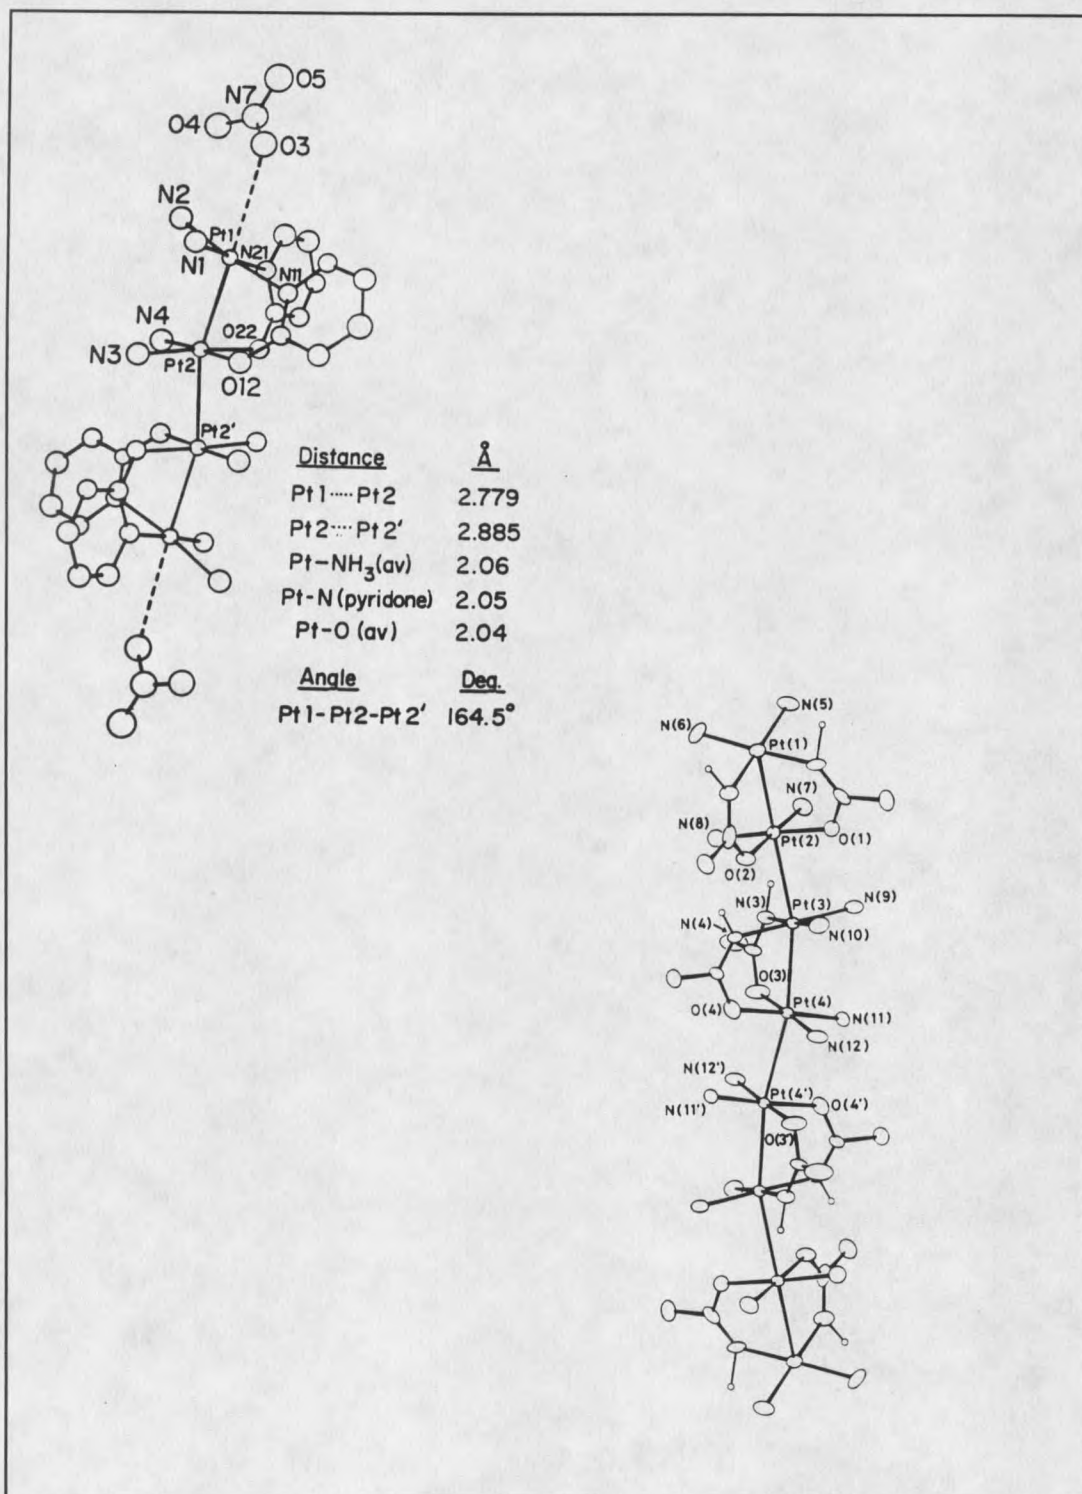 O5
N7
O4
O3
N2
Pt1
N21
N1
N11
N4
O22
N3
Pt2
O12
Pt2'
Distance Å
Pt1·····Pt2 2.779
Pt2·····Pt2' 2.885
Pt-NH₃(av) 2.06
Pt-N (pyridone) 2.05
Pt-O (av) 2.04
Angle Deg.
Pt1-Pt2-Pt2' 164.5°
N(5)
N(6)
Pt(1)
N(7)
N(8)
Pt(2)
O(1)
O(2)
N(9)
N(3)
Pt(3)
N(4)
N(10)
O(3)
Pt(4)
O(4)
N(11)
N(12)
N(12')
Pt(4')
N(11')
O(4')
O(3')